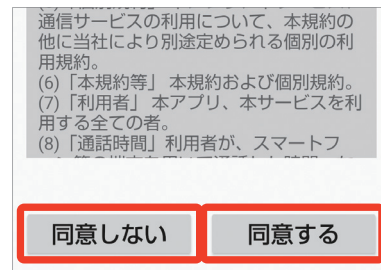 通信サービスの利用について、本規約の
他に当社により別途定められる個別の利
用規約。
(6)「本規約等」 本規約および個別規約。
(7)「利用者」 本アプリ、本サービスを利
用する全ての者。
(8)「通話時間」利用者が、スマートフ
同意しない
同意する